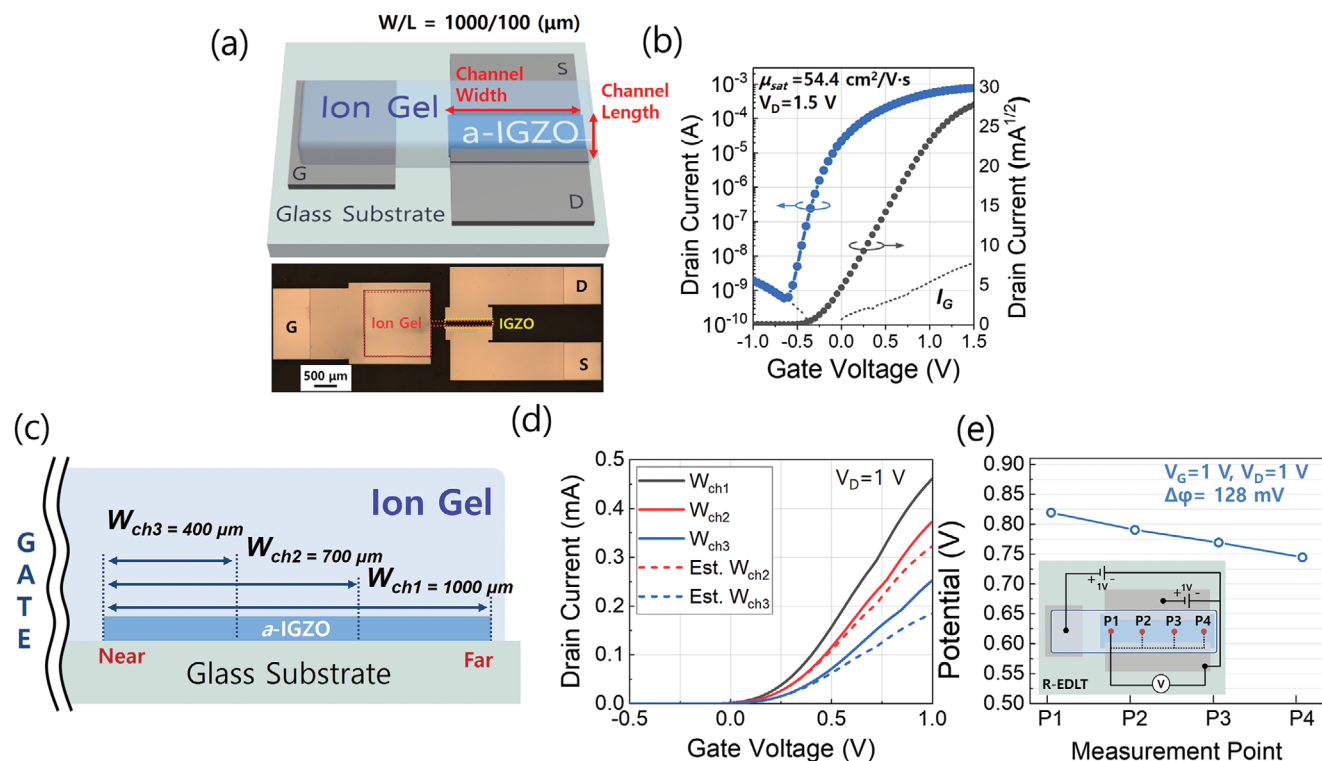 (a)
W/L = 1000/100 (μm)
S
Channel
Width
Channel
Length
Ion Gel
a-IGZO
G
D
Glass Substrate
D
G
Ion Gel
IGZO
S
500 μm
(b)
μsat=54.4 cm²/V·s
VD=1.5 V
IG
10⁻³
10⁻⁴
10⁻⁵
10⁻⁶
10⁻⁷
10⁻⁸
10⁻⁹
10⁻¹⁰
30
25
20
15
10
5
0
-1.0 -0.5 0.0 0.5 1.0 1.5
Drain Current (A)
Drain Current (mA¹/²)
Gate Voltage (V)
(c)
GATE
Ion Gel
Wch3 = 400 μm
Wch2 = 700 μm
Wch1 = 1000 μm
a-IGZO
Near
Far
Glass Substrate
(d)
0.5
0.4
0.3
0.2
0.1
0.0
Wch1
Wch2
Wch3
Est. Wch2
Est. Wch3
VD=1 V
-0.5 0.0 0.5 1.0
Drain Current (mA)
Gate Voltage (V)
(e)
0.90
0.85
0.80
0.75
0.70
0.65
0.60
0.55
0.50
VG=1 V, VD=1 V
Δφ= 128 mV
+ 1V −
+ 1V −
P1 P2 P3 P4
V
R-EDLT
P1 P2 P3 P4
Potential (V)
Measurement Point